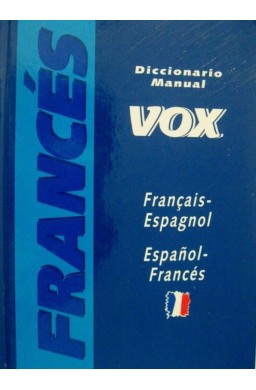 FRANCÉS
Diccionario
Manual
VOX
Français-
Espagnol
Español-
Francés